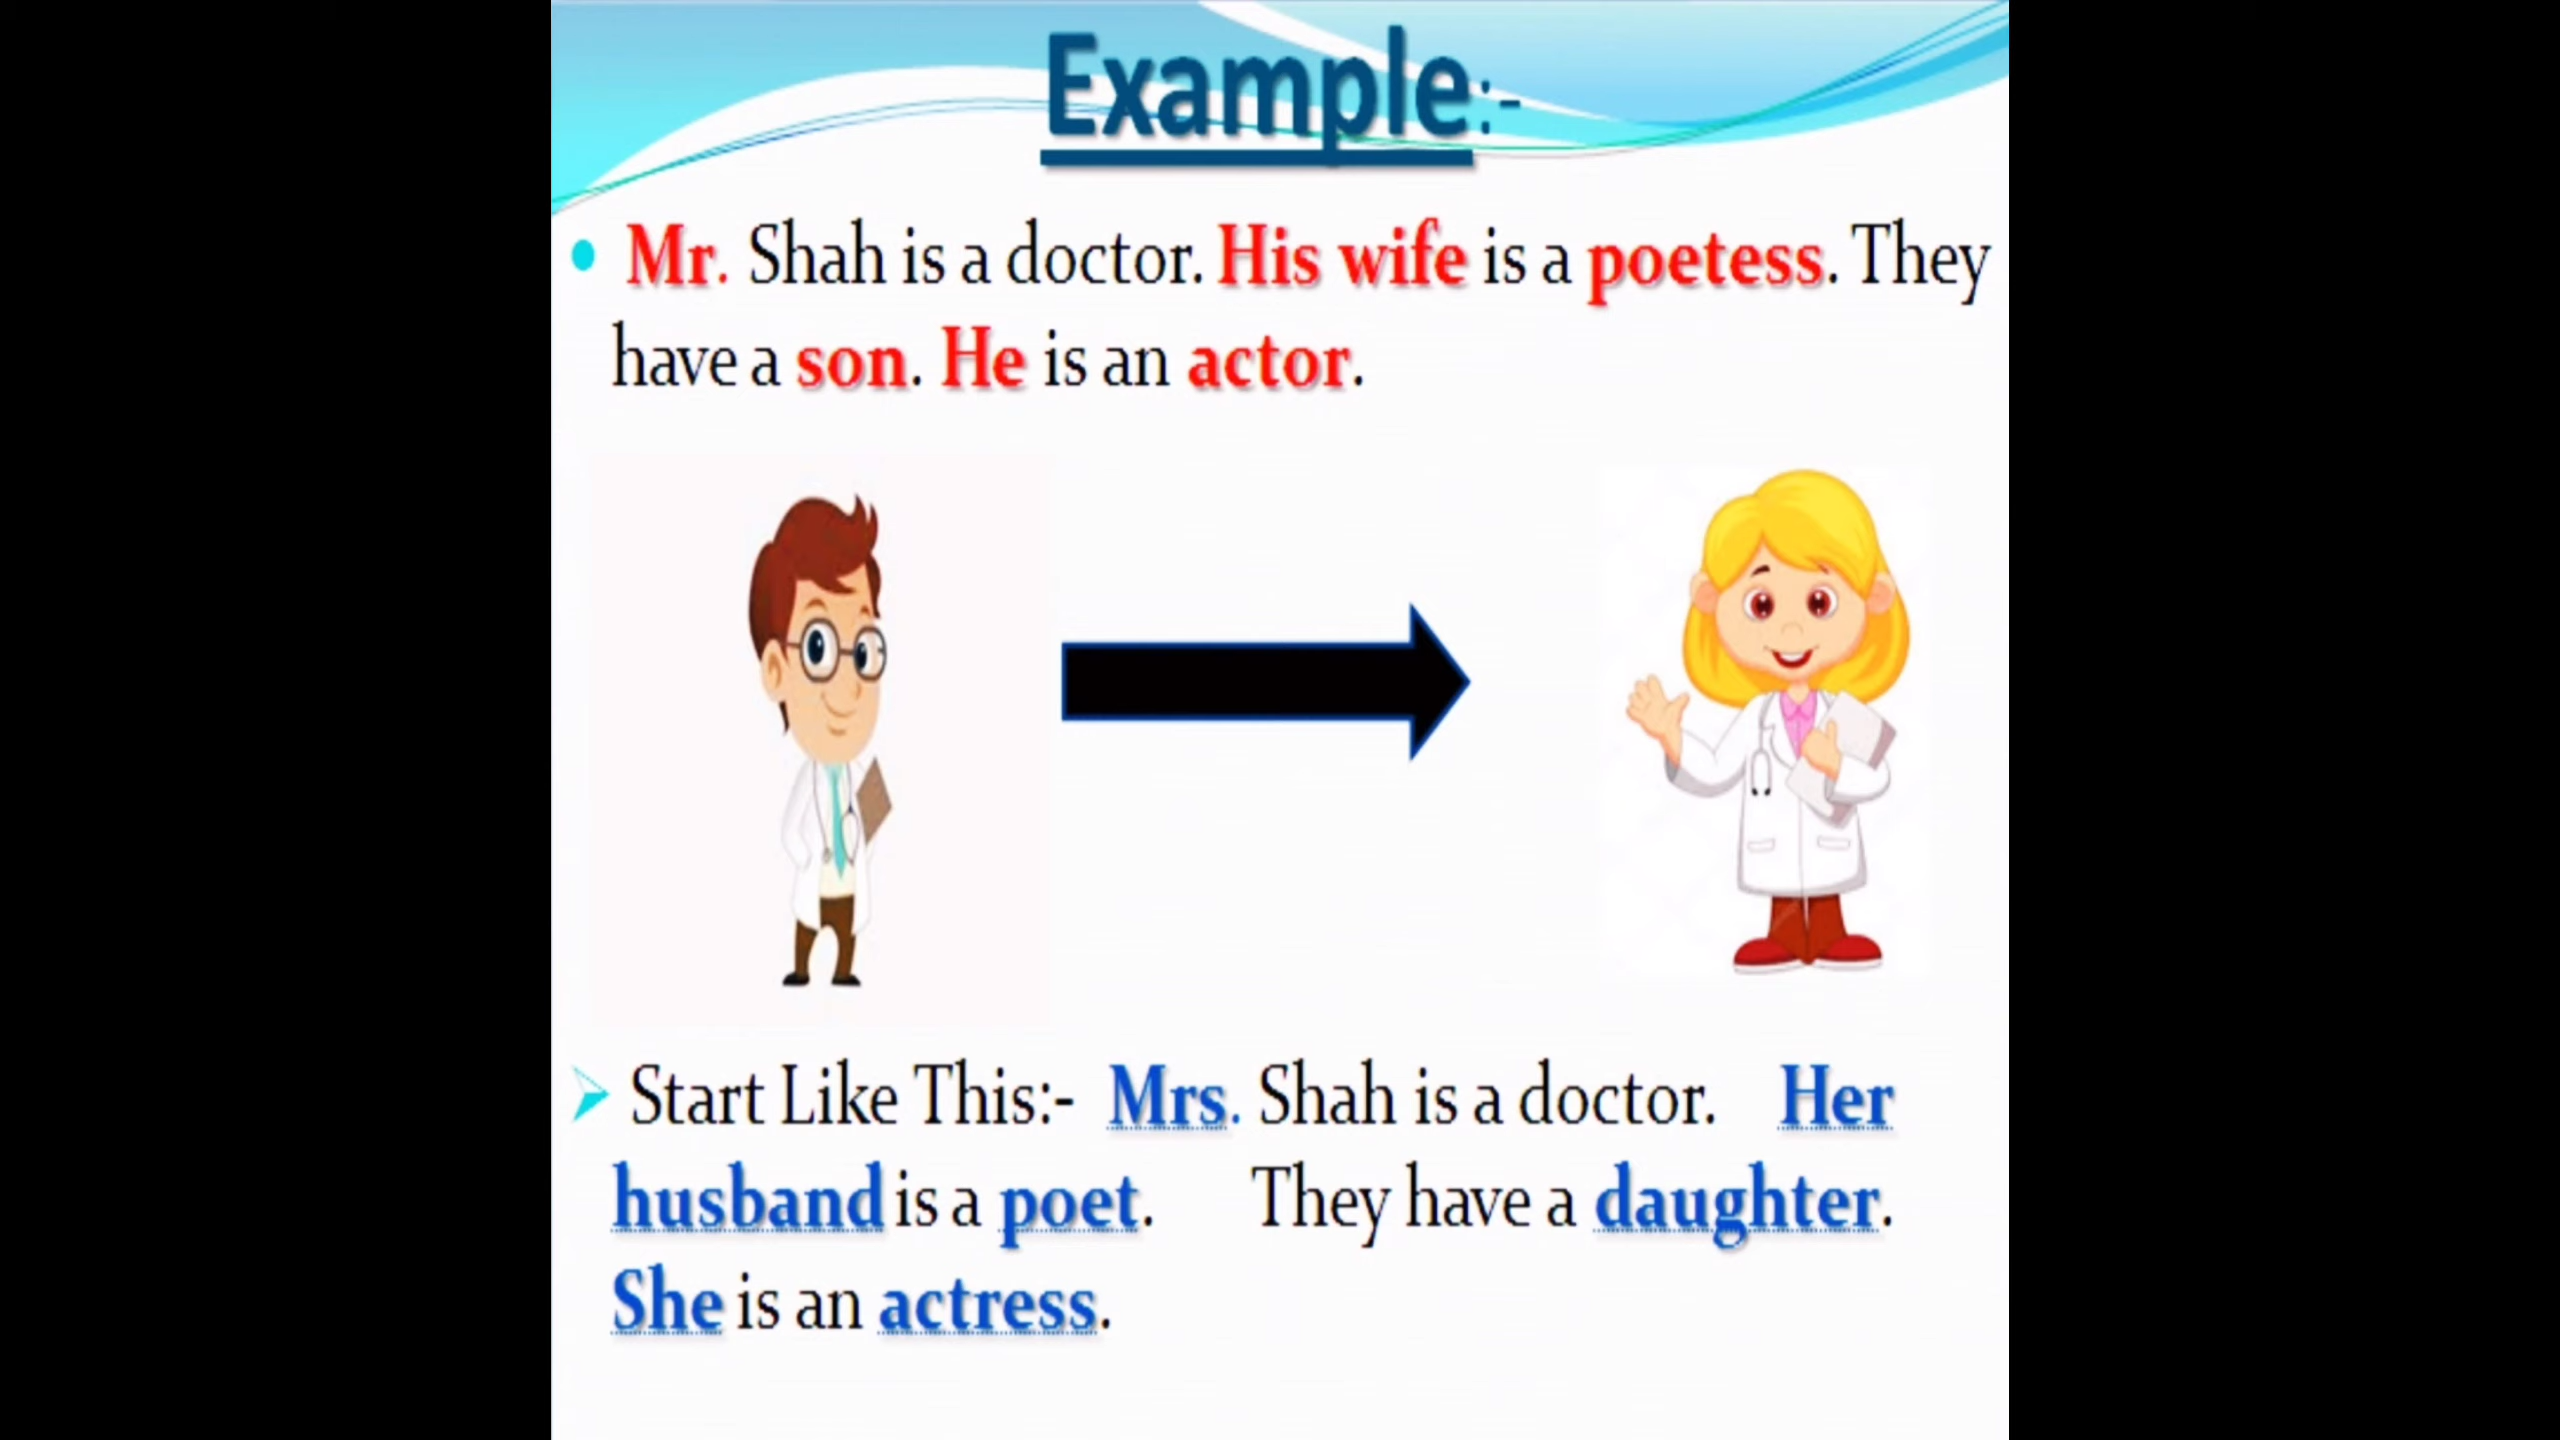 Example:-
Mr. Shah is a doctor. His wife is a poetess. They
have a son. He is an actor.
Start Like This:- Mrs. Shah is a doctor. Her
husband is a poet. They have a daughter.
She is an actress.